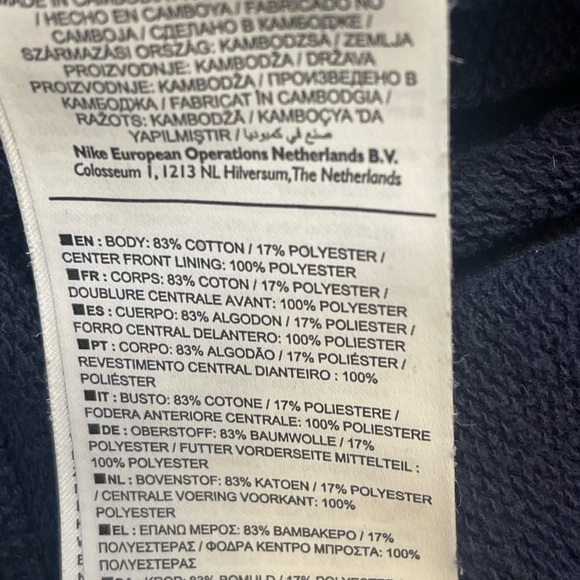 / HECHO EN CAMBOYA / FABRICADO NO
CAMBOJA / СДЕЛАНО В КАМБОДЖЕ /
SZÁRMAZÁSI ORSZÁG: KAMBODZSA / ZEMLJA
PROIZVODNJE: KAMBODŽA / DRŽAVA
PROIZVODNJE: KAMBODŽA / ПРОИЗВЕДЕНО В
КАМБОДЖА / FABRICAT ÎN CAMBODGIA /
RAŽOTS: KAMBODŽĀ / KAMBOÇYA 'DA
YAPILMIŞTIR / صنع في كمبوديا
Nike European Operations Netherlands B.V.
Colosseum 1, 1213 NL Hilversum, The Netherlands
EN : BODY: 83% COTTON / 17% POLYESTER /
CENTER FRONT LINING: 100% POLYESTER
FR : CORPS: 83% COTON / 17% POLYESTER /
DOUBLURE CENTRALE AVANT: 100% POLYESTER
ES : CUERPO: 83% ALGODON / 17% POLIESTER /
FORRO CENTRAL DELANTERO: 100% POLIESTER
PT : CORPO: 83% ALGODÃO / 17% POLIÉSTER /
REVESTIMENTO CENTRAL DIANTEIRO : 100%
POLIÉSTER
IT : BUSTO: 83% COTONE / 17% POLIESTERE /
FODERA ANTERIORE CENTRALE: 100% POLIESTERE
DE : OBERSTOFF: 83% BAUMWOLLE / 17%
POLYESTER / FUTTER VORDERSEITE MITTELTEIL :
100% POLYESTER
NL : BOVENSTOF: 83% KATOEN / 17% POLYESTER
/ CENTRALE VOERING VOORKANT: 100%
POLYESTER
EL : ΕΠΑΝΩ ΜΕΡΟΣ: 83% ΒΑΜΒΑΚΕΡΟ / 17%
ΠΟΛΥΕΣΤΕΡΑΣ / ΦΟΔΡΑ ΚΕΝΤΡΟ ΜΠΡΟΣΤΑ: 100%
ΠΟΛΥΕΣΤΕΡΑΣ